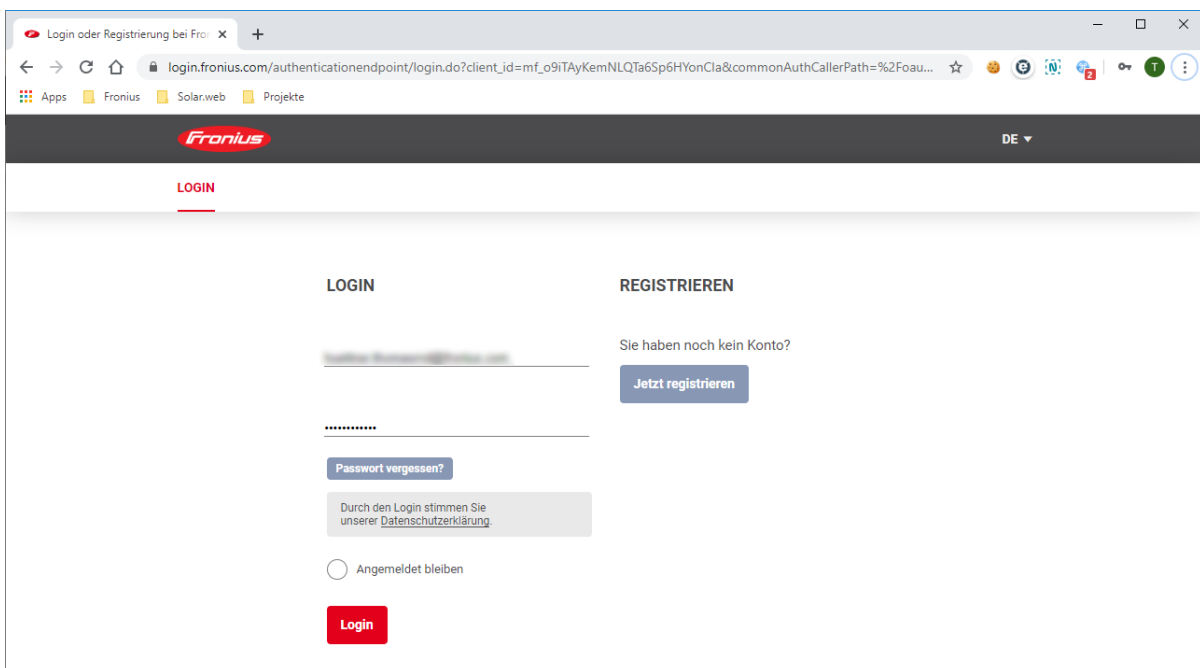 Login oder Registrierung bei Fro
login.fronius.com/authenticationendpoint/login.do?client_id=mf_o9iTAyKemNLQTa6Sp6HYonCIa&commonAuthCallerPath=%2Foau...
2
T
Apps Fronius Solar.web Projekte
Fronius
DE
LOGIN
LOGIN
REGISTRIEREN
Sie haben noch kein Konto?
Jetzt registrieren
••••••••••••
Passwort vergessen?
Durch den Login stimmen Sie
unserer Datenschutzerklärung.
Angemeldet bleiben
Login